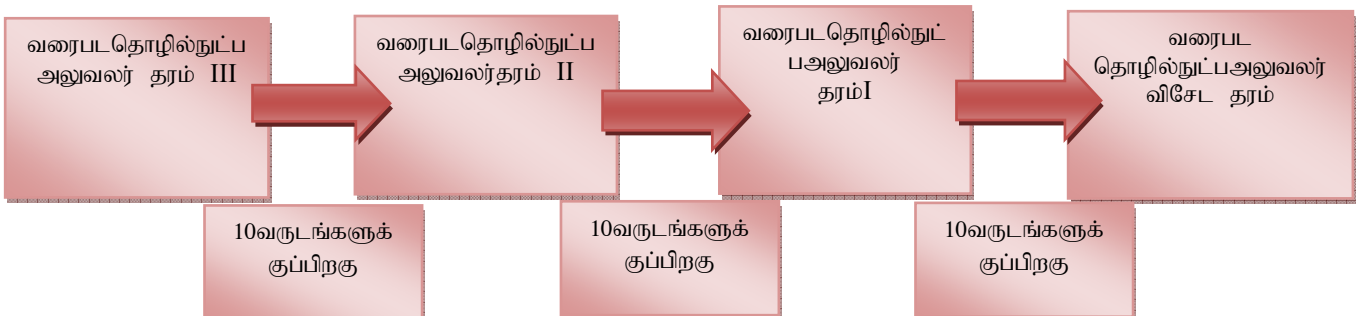 வரைபடதொழில்நுட்ப
அலுவலர் தரம் III
வரைபடதொழில்நுட்ப
அலுவலர்தரம் II
வரைபடதொழில்நுட்
பஅலுவலர்
தரம்I
வரைபட
தொழில்நுட்பஅலுவலர்
விசேட தரம்
10வருடங்களுக்
குப்பிறகு
10வருடங்களுக்
குப்பிறகு
10வருடங்களுக்
குப்பிறகு